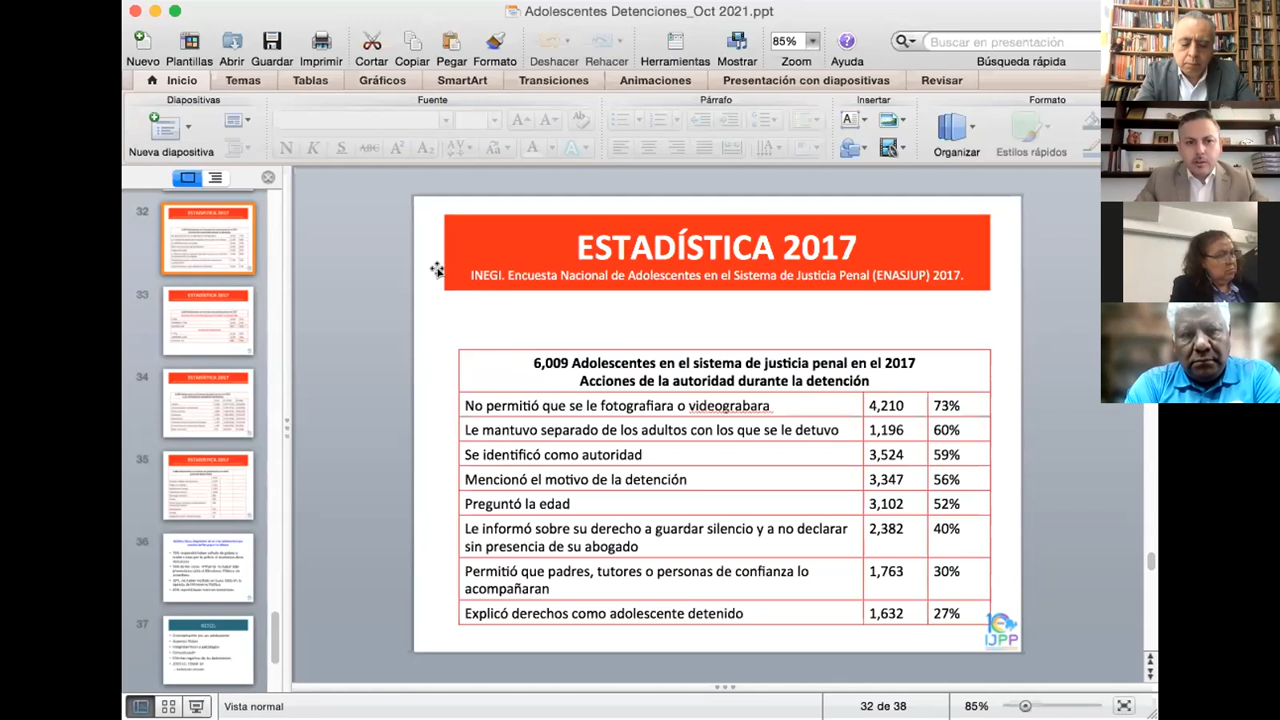 Adolescentes Detenciones_Oct 2021.ppt
Nuevo Plantillas Abrir Guardar Imprimir Cortar Copiar Pegar Formato Deshacer Rehacer Herramientas Mostrar 85% Zoom Ayuda
Buscar en presentación
Búsqueda rápida
Inicio Temas Tablas Gráficos SmartArt Transiciones Animaciones Presentación con diapositivas Revisar
Diapositivas Fuente Párrafo Insertar Formato
Nueva diapositiva
Organizar Estilos rápidos
32
ESTADÍSTICA 2017
33
ESTADÍSTICA 2017
34
ESTADÍSTICA 2017
35
ESTADÍSTICA 2017
36
37
ESTADÍSTICA 2017
INEGI. Encuesta Nacional de Adolescentes en el Sistema de Justicia Penal (ENASJUP) 2017.
6,009 Adolescentes en el sistema de justicia penal en el 2017
Acciones de la autoridad durante la detención
No permitió que se le fotografiara o videograbara 4,210 73%
Le mantuvo separado de los adultos con los que se le detuvo 1,196 60%
Se identificó como autoridad 3,524 59%
Mencionó motivo de detención 56%
Preguntó edad 52%
Le informó sobre su derecho a guardar silencio y a no declarar 2,382 40%
sin presencia de su abogado
Permitió que padres, tutores o personas de confianza lo 1,763 30%
acompañaran
Explicó derechos como adolescente detenido 1,632 27%
IJPP
Vista normal
32 de 38
85%